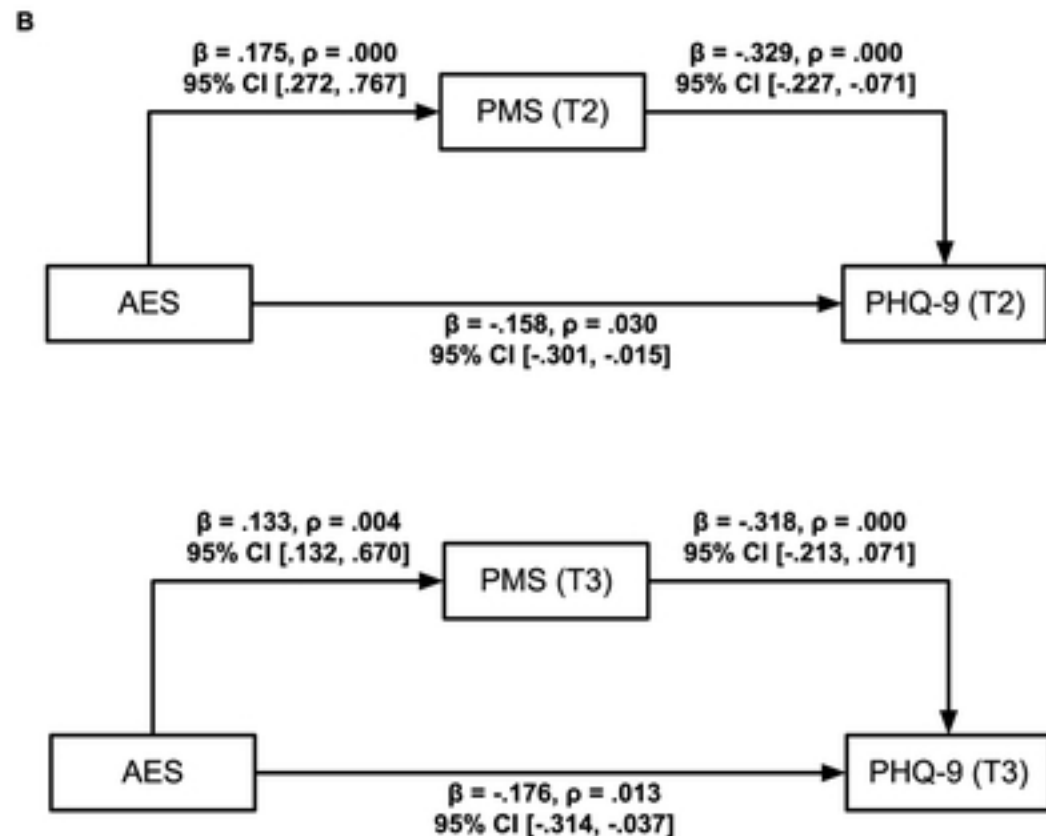 B
β = .175, ρ = .000
95% CI [.272, .767]
β = -.329, ρ = .000
95% CI [-.227, -.071]
PMS (T2)
AES
PHQ-9 (T2)
β = -.158, ρ = .030
95% CI [-.301, -.015]
β = .133, ρ = .004
95% CI [.132, .670]
β = -.318, ρ = .000
95% CI [-.213, .071]
PMS (T3)
AES
PHQ-9 (T3)
β = -.176, ρ = .013
95% CI [-.314, -.037]